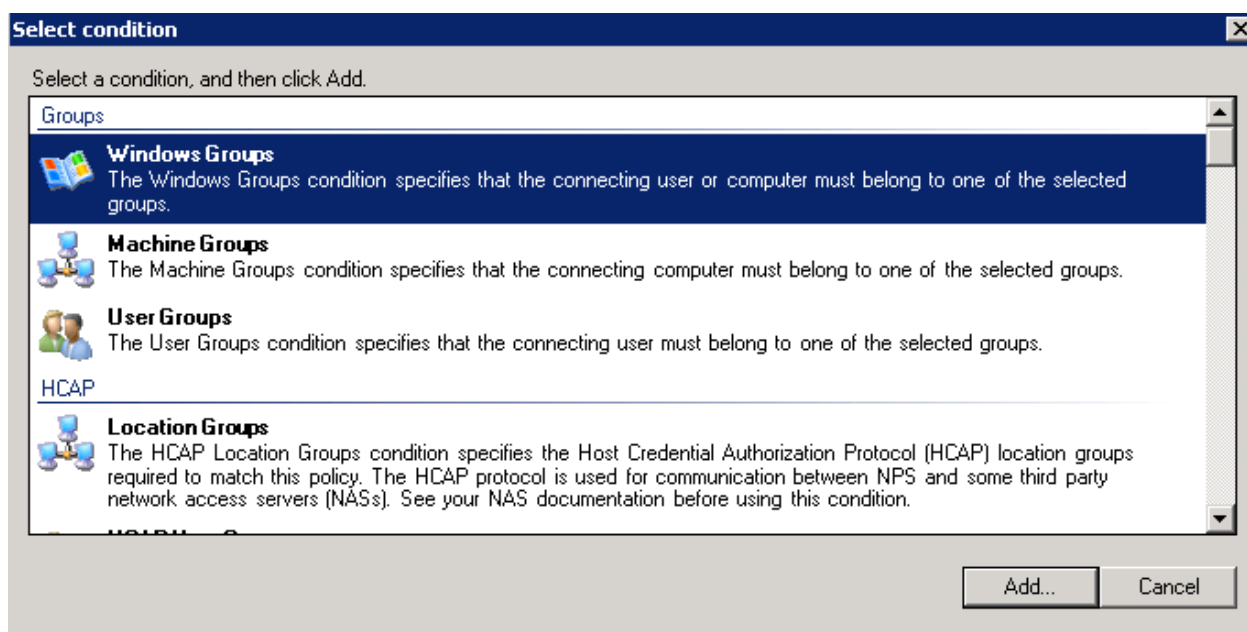 Select condition
Select a condition, and then click Add.
Groups
Windows Groups
The Windows Groups condition specifies that the connecting user or computer must belong to one of the selected
groups.
Machine Groups
The Machine Groups condition specifies that the connecting computer must belong to one of the selected groups.
User Groups
The User Groups condition specifies that the connecting user must belong to one of the selected groups.
HCAP
Location Groups
The HCAP Location Groups condition specifies the Host Credential Authorization Protocol (HCAP) location groups
required to match this policy. The HCAP protocol is used for communication between NPS and some third party
network access servers (NASs). See your NAS documentation before using this condition.
Add... Cancel